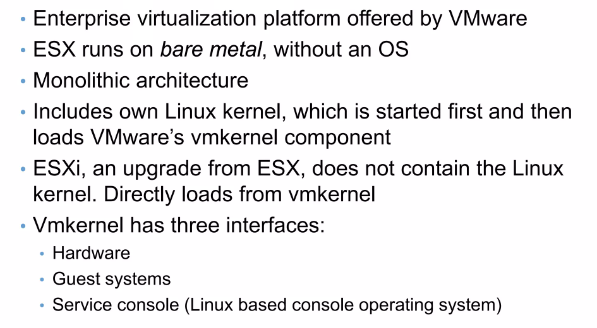 • Enterprise virtualization platform offered by VMware
• ESX runs on bare metal, without an OS
• Monolithic architecture
• Includes own Linux kernel, which is started first and then
loads VMware's vmkernel component
• ESXi, an upgrade from ESX, does not contain the Linux
kernel. Directly loads from vmkernel
• Vmkernel has three interfaces:
• Hardware
• Guest systems
• Service console (Linux based console operating system)